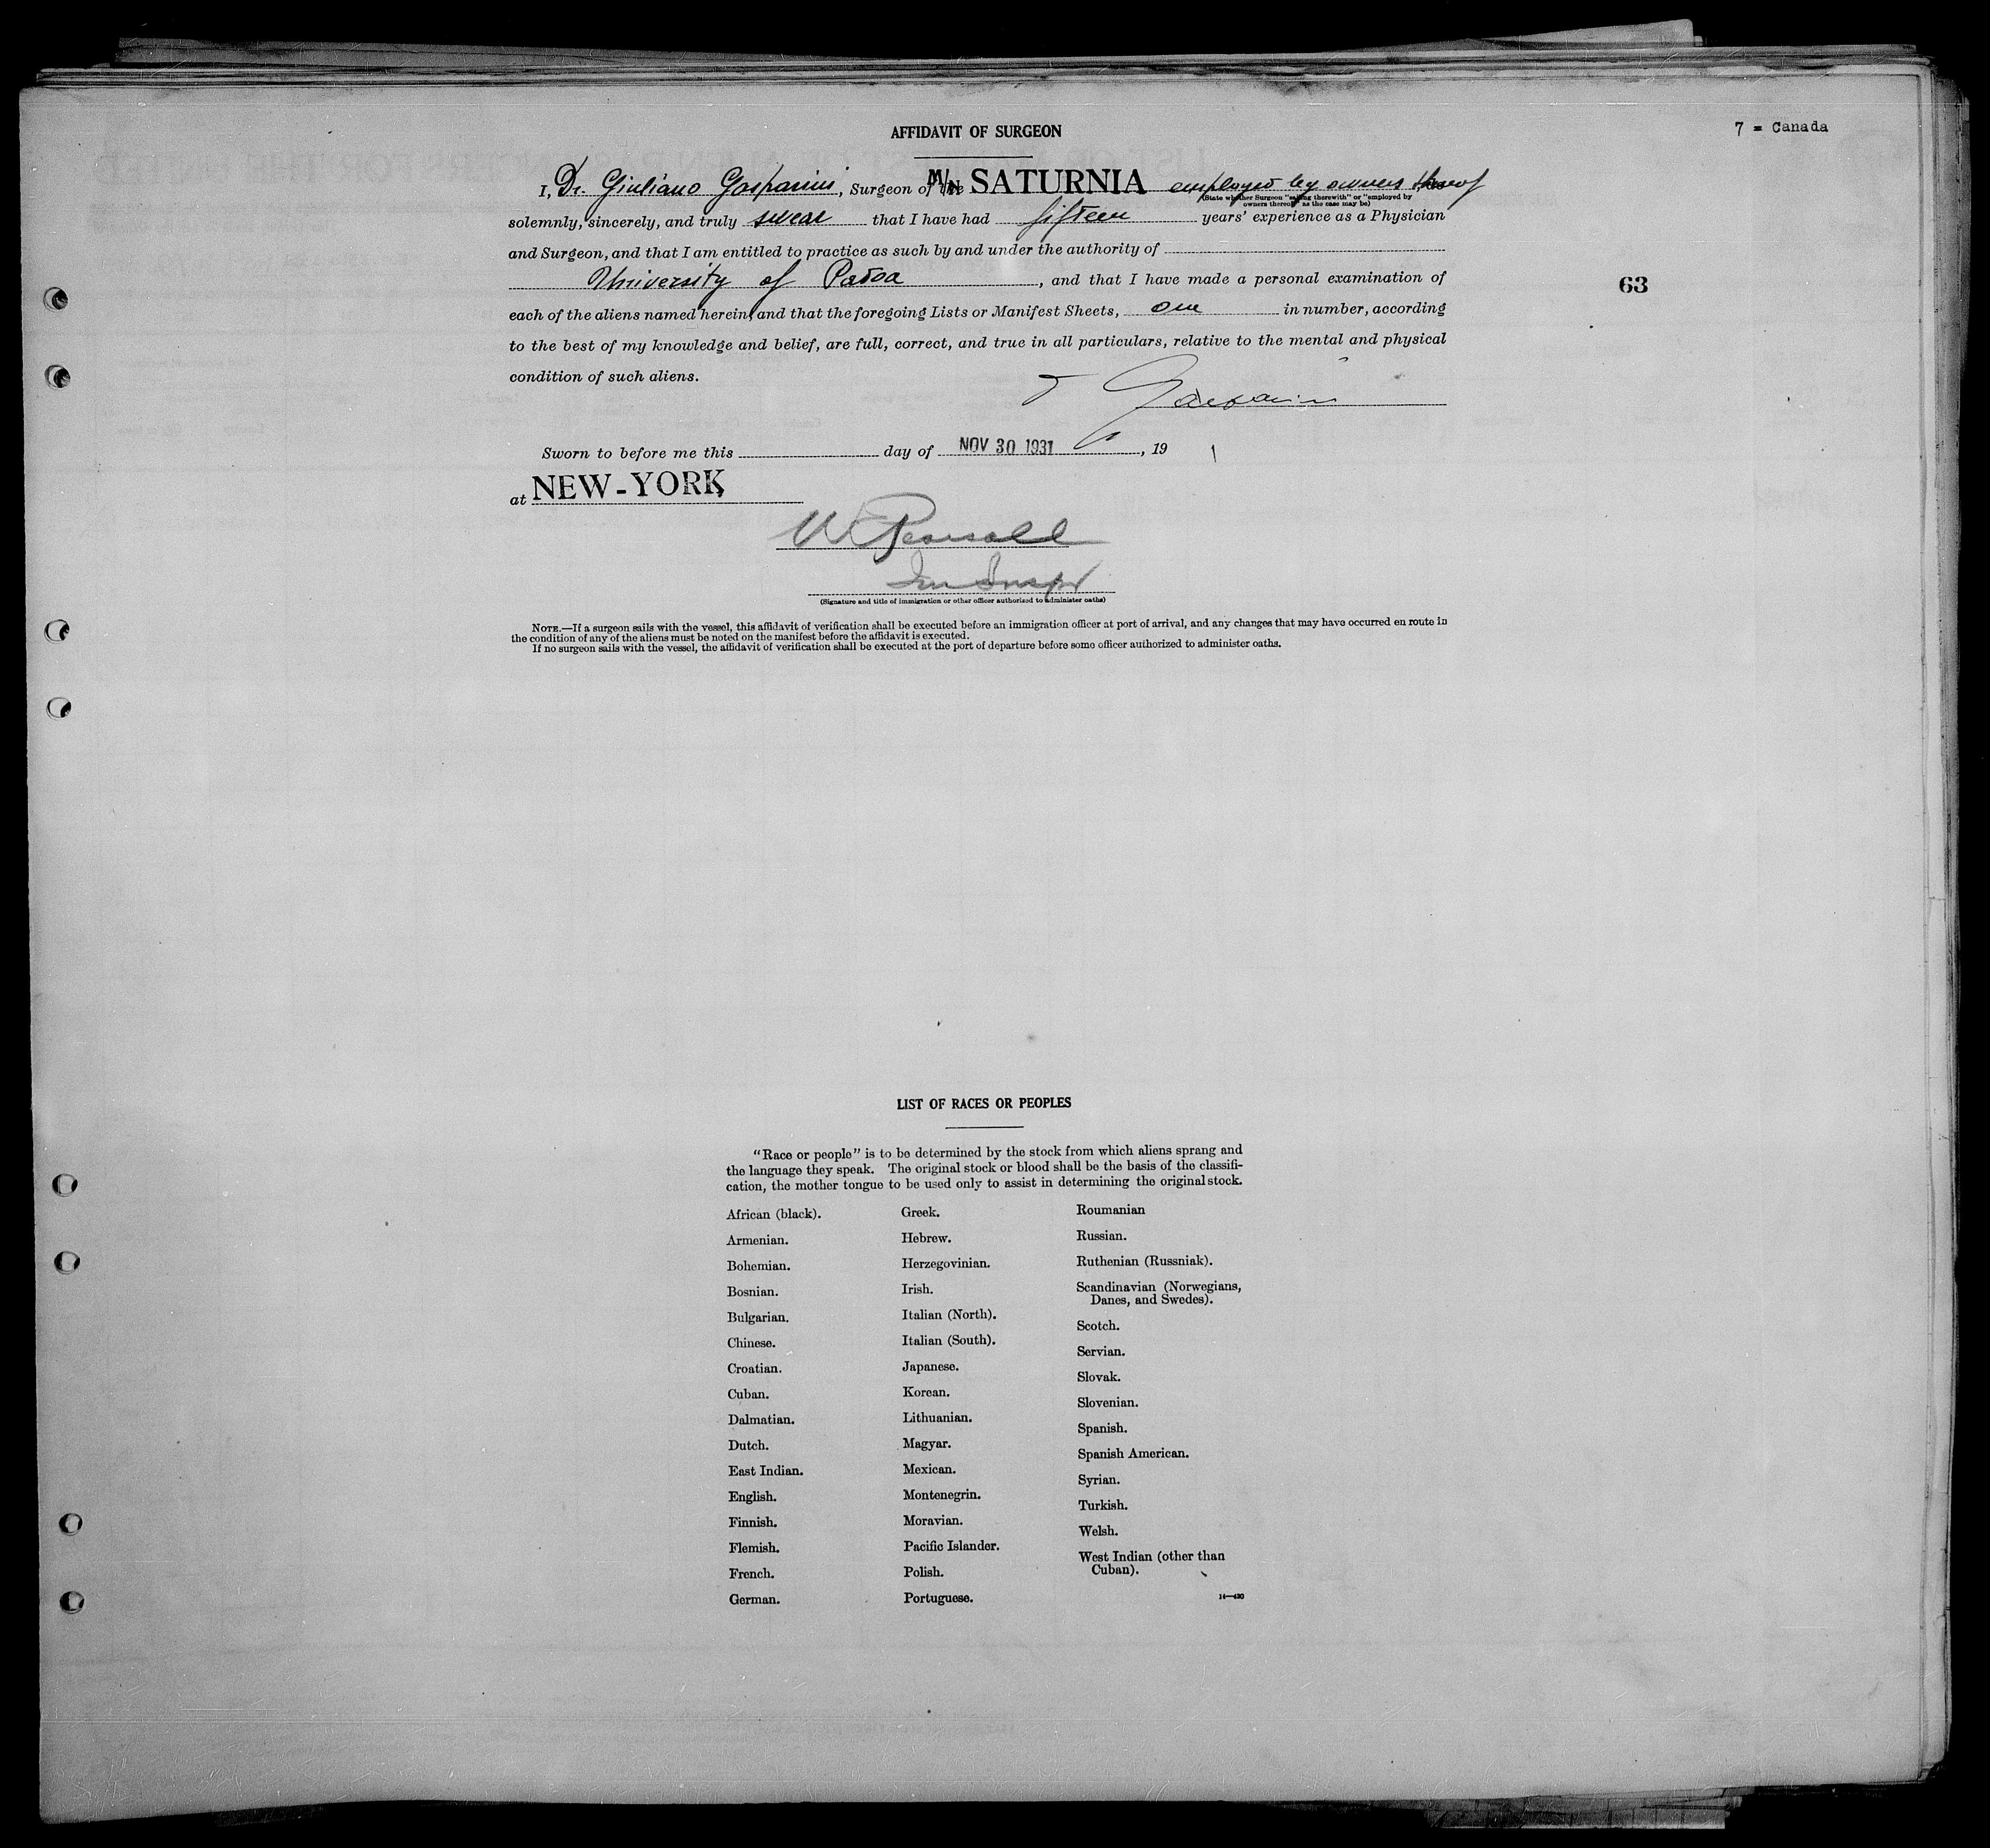 7 = Canada
AFFIDAVIT OF SURGEON
I, Dr. Giuliano Gasparini, Surgeon of the M/N SATURNIA employed by owners thereof
(State whether Surgeon "sailing therewith" or "employed by
owners thereof" as the case may be)
solemnly, sincerely, and truly swear that I have had fifteen years' experience as a Physician
and Surgeon, and that I am entitled to practice as such by and under the authority of
University of Padoa, and that I have made a personal examination of
63
each of the aliens named herein, and that the foregoing Lists or Manifest Sheets, one in number, according
to the best of my knowledge and belief, are full, correct, and true in all particulars, relative to the mental and physical
condition of such aliens.
Gasparini
Sworn to before me this day of NOV 30 1931, 19 1
at NEW-YORK
W Pearsall
Im Inspr
(Signature and title of immigration or other officer authorized to administer oaths)
NOTE.—If a surgeon sails with the vessel, this affidavit of verification shall be executed before an immigration officer at port of arrival, and any changes that may have occurred en route in
the condition of any of the aliens must be noted on the manifest before the affidavit is executed.
If no surgeon sails with the vessel, the affidavit of verification shall be executed at the port of departure before some officer authorized to administer oaths.
LIST OF RACES OR PEOPLES
"Race or people" is to be determined by the stock from which aliens sprang and
the language they speak. The original stock or blood shall be the basis of the classifi-
cation, the mother tongue to be used only to assist in determining the original stock.
African (black).
Armenian.
Bohemian.
Bosnian.
Bulgarian.
Chinese.
Croatian.
Cuban.
Dalmatian.
Dutch.
East Indian.
English.
Finnish.
Flemish.
French.
German.
Greek.
Hebrew.
Herzegovinian.
Irish.
Italian (North).
Italian (South).
Japanese.
Korean.
Lithuanian.
Magyar.
Mexican.
Montenegrin.
Moravian.
Pacific Islander.
Polish.
Portuguese.
Roumanian
Russian.
Ruthenian (Russniak).
Scandinavian (Norwegians,
Danes, and Swedes).
Scotch.
Servian.
Slovak.
Slovenian.
Spanish.
Spanish American.
Syrian.
Turkish.
Welsh.
West Indian (other than
Cuban).
14—430